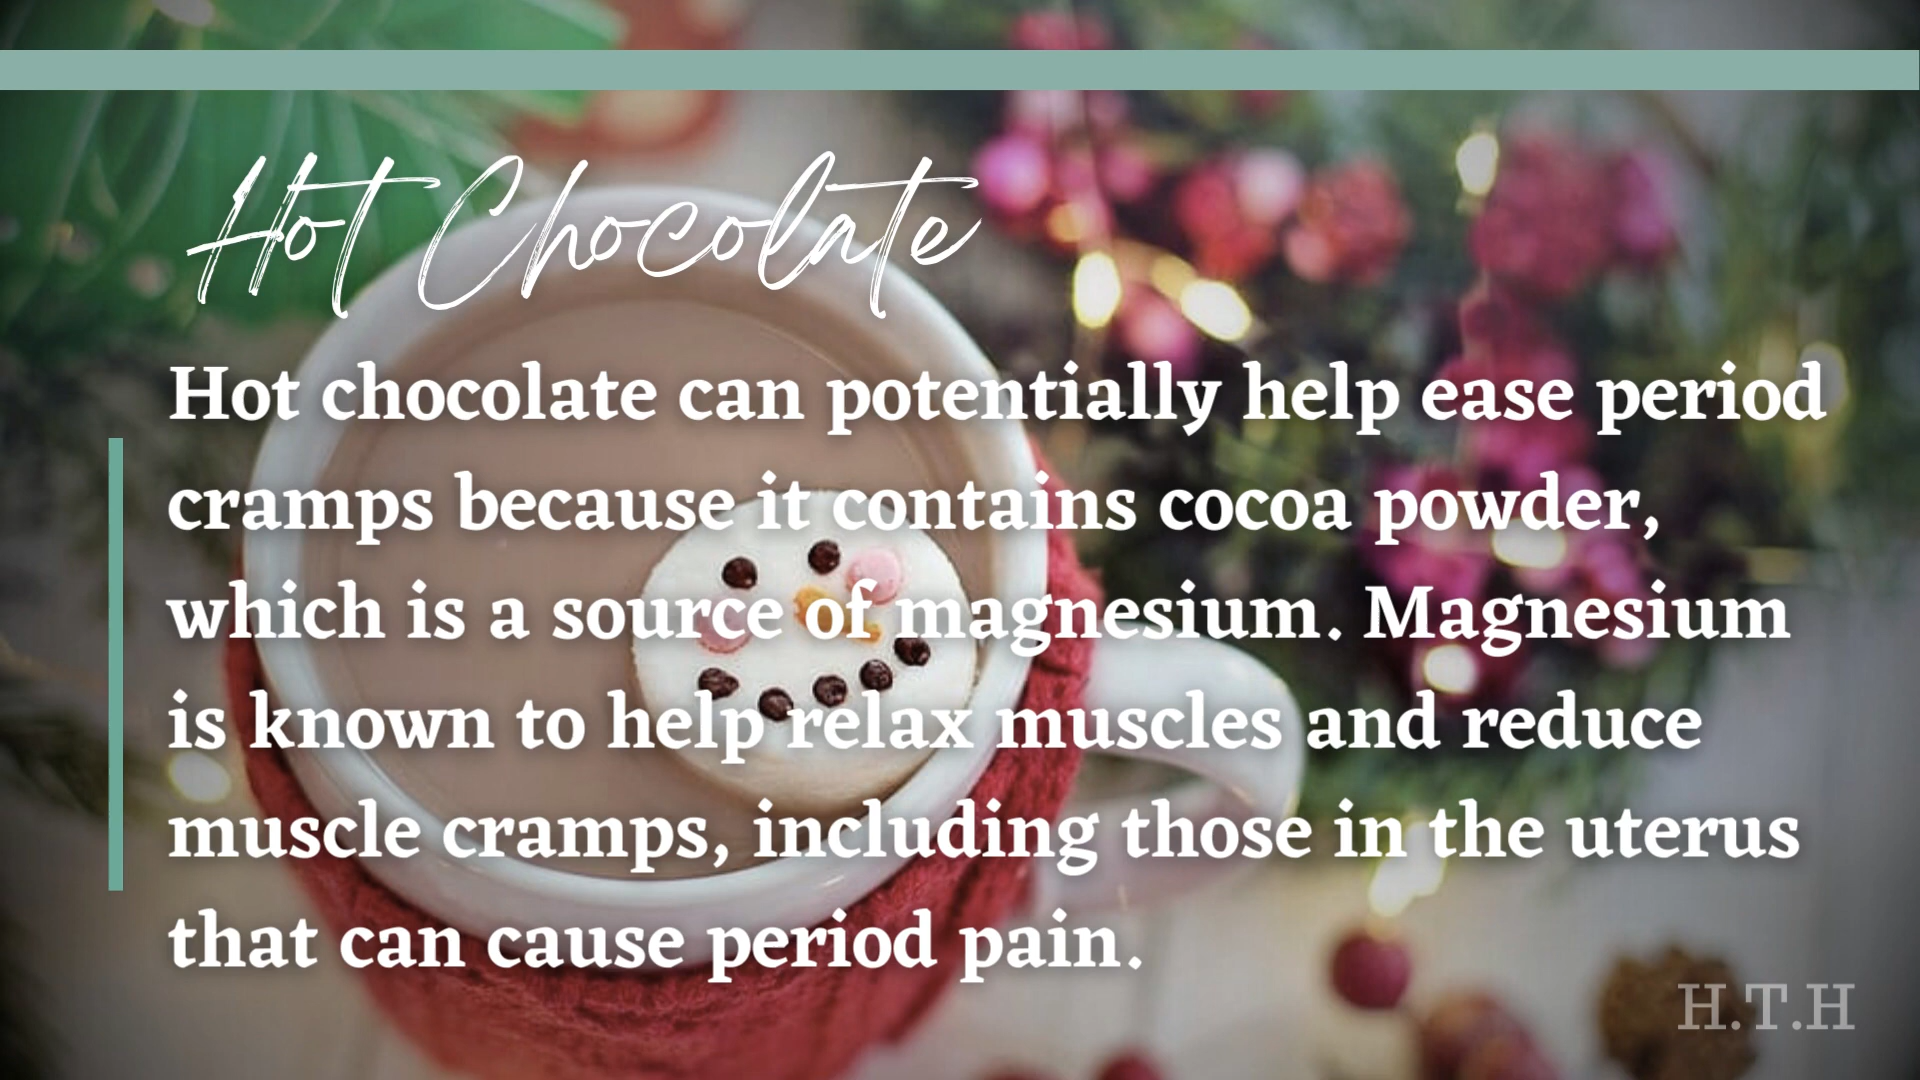 Hot Chocolate
Hot chocolate can potentially help ease period
cramps because it contains cocoa powder,
which is a source of magnesium. Magnesium
is known to help relax muscles and reduce
muscle cramps, including those in the uterus
that can cause period pain.
H.T.H